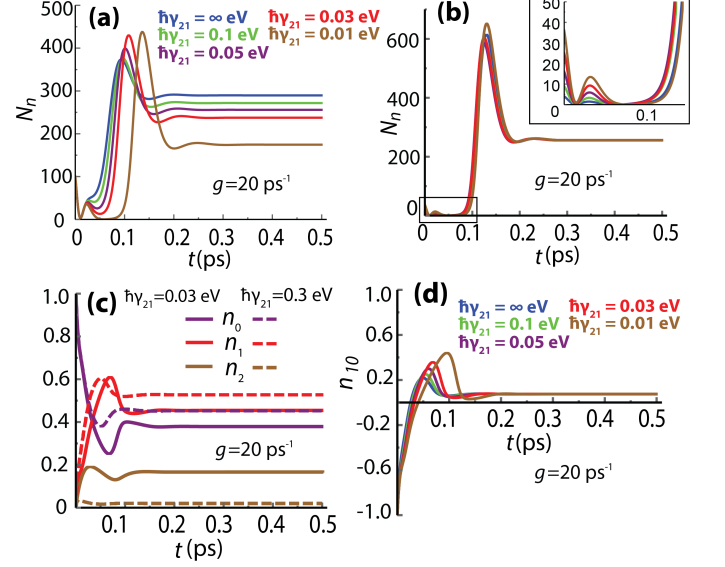 (a)
ħγ21 = ∞ eV ħγ21 = 0.03 eV
ħγ21 = 0.1 eV ħγ21 = 0.01 eV
ħγ21 = 0.05 eV
500
400
300
200
100
0
Nn
g=20 ps-1
0 0.1 0.2 0.3 0.4 0.5
t(ps)
(b)
600
400
200
0
Nn
50
40
30
20
10
0
0.1
g=20 ps-1
0 0.1 0.2 0.3 0.4 0.5
t(ps)
(c)
ħγ21=0.03 eV ħγ21=0.3 eV
n0
n1
n2
1.0
0.8
0.6
0.4
0.2
0
g=20 ps-1
0.1 0.2 0.3 0.4 0.5
t (ps)
(d)
ħγ21 = ∞ eV ħγ21 = 0.03 eV
ħγ21 = 0.1 eV ħγ21 = 0.01 eV
ħγ21 = 0.05 eV
1.0
0.6
0.2
-0.2
-0.6
-1.0
n10
0.1 0.2 0.3 0.4 0.5
t(ps)
g=20 ps-1